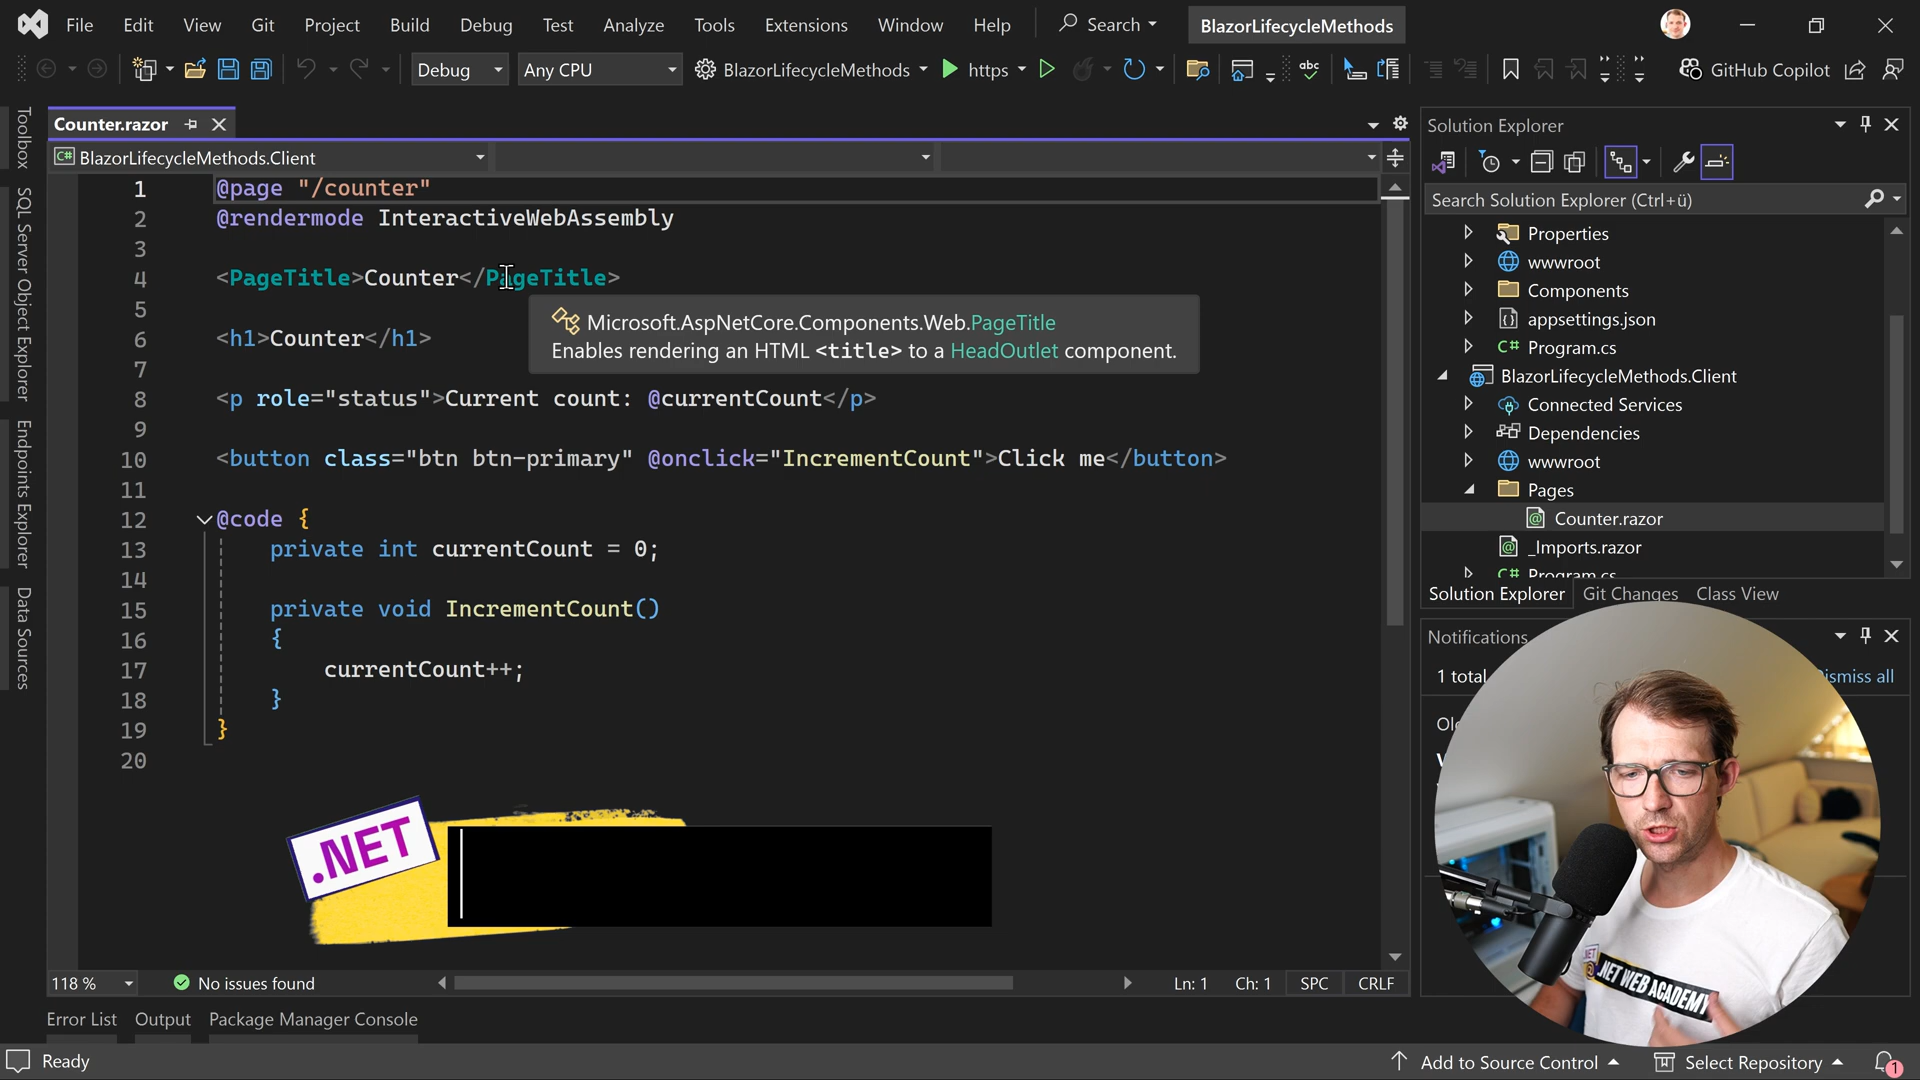 File Edit View Git Project Build Debug Test Analyze Tools Extensions Window Help Search BlazorLifecycleMethods
Debug Any CPU BlazorLifecycleMethods https abc GitHub Copilot
Toolbox
SQL Server Object Explorer
Endpoints Explorer
Data Sources
Counter.razor
C# BlazorLifecycleMethods.Client
1 @page "/counter"
2 @rendermode InteractiveWebAssembly
3
4 <PageTitle>Counter</PageTitle>
5
6 <h1>Counter</h1>
7
8 <p role="status">Current count: @currentCount</p>
9
10 <button class="btn btn-primary" @onclick="IncrementCount">Click me</button>
11
12 @code {
13 private int currentCount = 0;
14
15 private void IncrementCount()
16 {
17 currentCount++;
18 }
19 }
20
Microsoft.AspNetCore.Components.Web.PageTitle
Enables rendering an HTML <title> to a HeadOutlet component.
.NET
118 % No issues found Ln: 1 Ch: 1 SPC CRLF
Error List Output Package Manager Console
Solution Explorer
Search Solution Explorer (Ctrl+ü)
Properties
wwwroot
Components
appsettings.json
C# Program.cs
BlazorLifecycleMethods.Client
Connected Services
Dependencies
wwwroot
Pages
Counter.razor
_Imports.razor
C# Program.cs
Solution Explorer Git Changes Class View
Notifications
1 total
.NET WEB ACADEMY
Ready Add to Source Control Select Repository 1